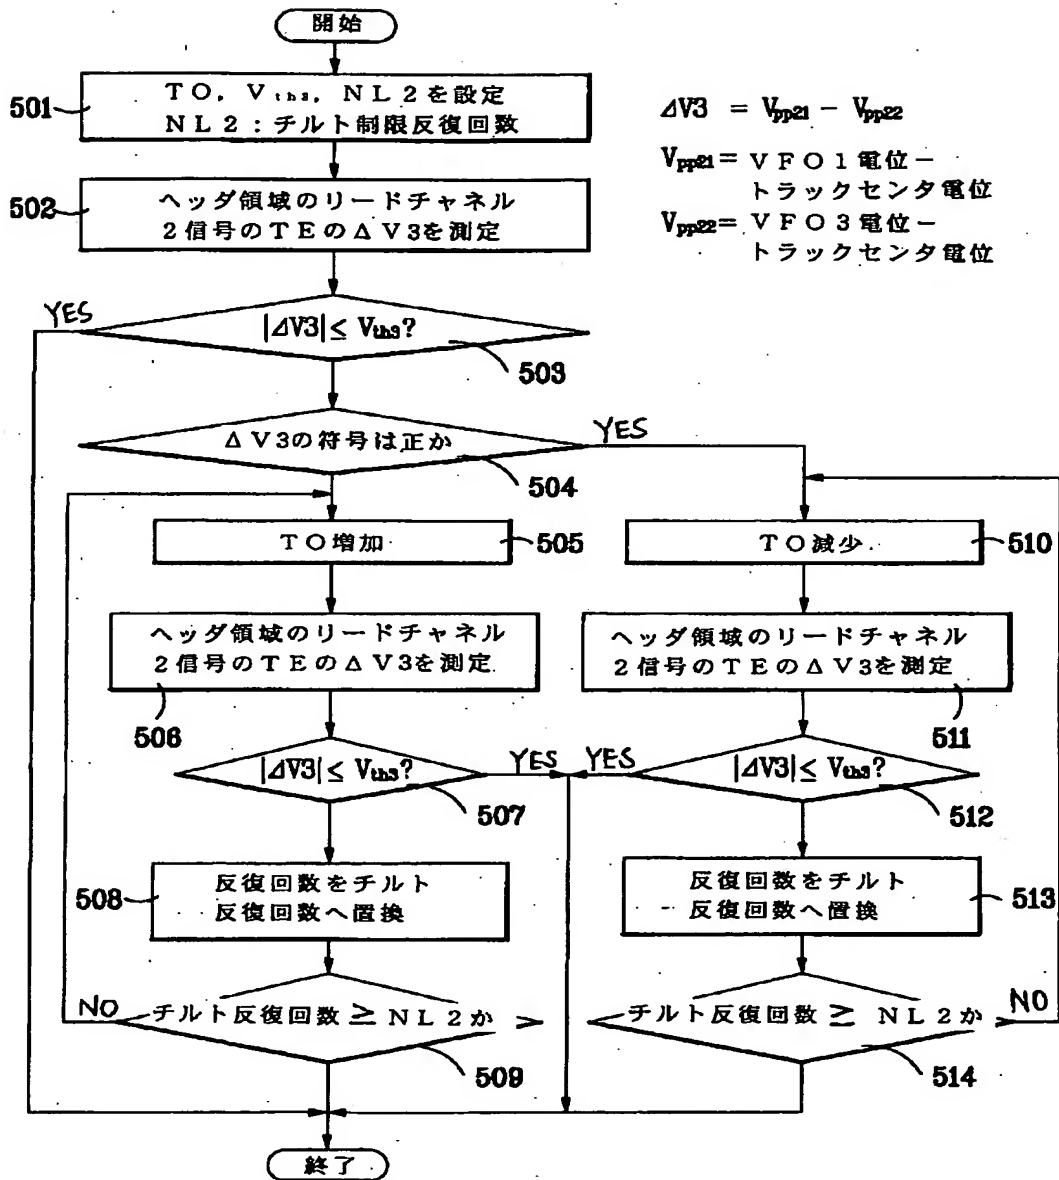 開始
501
TO, Vth3, NL2を設定
NL2：チルト制限反復回数
ΔV3 = Vpp21 − Vpp22
Vpp21= VFO1電位−
トラックセンタ電位
Vpp22= VFO3電位−
トラックセンタ電位
502
ヘッダ領域のリードチャネル
2信号のTEのΔV3を測定
YES
|ΔV3| ≤ Vth3?
503
ΔV3の符号は正か
YES
504
TO増加
505
TO減少
510
ヘッダ領域のリードチャネル
2信号のTEのΔV3を測定
506
ヘッダ領域のリードチャネル
2信号のTEのΔV3を測定
511
|ΔV3| ≤ Vth3?
YES
507
YES
|ΔV3| ≤ Vth3?
512
508
反復回数をチルト
反復回数へ置換
反復回数をチルト
反復回数へ置換
513
NO
チルト反復回数 ≧ NL2か
509
チルト反復回数 ≧ NL2か
NO
514
終了